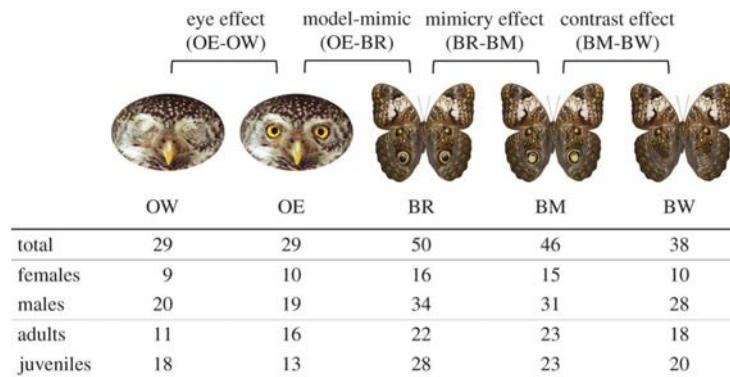 eye effect model-mimic mimicry effect contrast effect
(OE-OW) (OE-BR) (BR-BM) (BM-BW)
OW OE BR BM BW
total 29 29 50 46 38
females 9 10 16 15 10
males 20 19 34 31 28
adults 11 16 22 23 18
juveniles 18 13 28 23 20